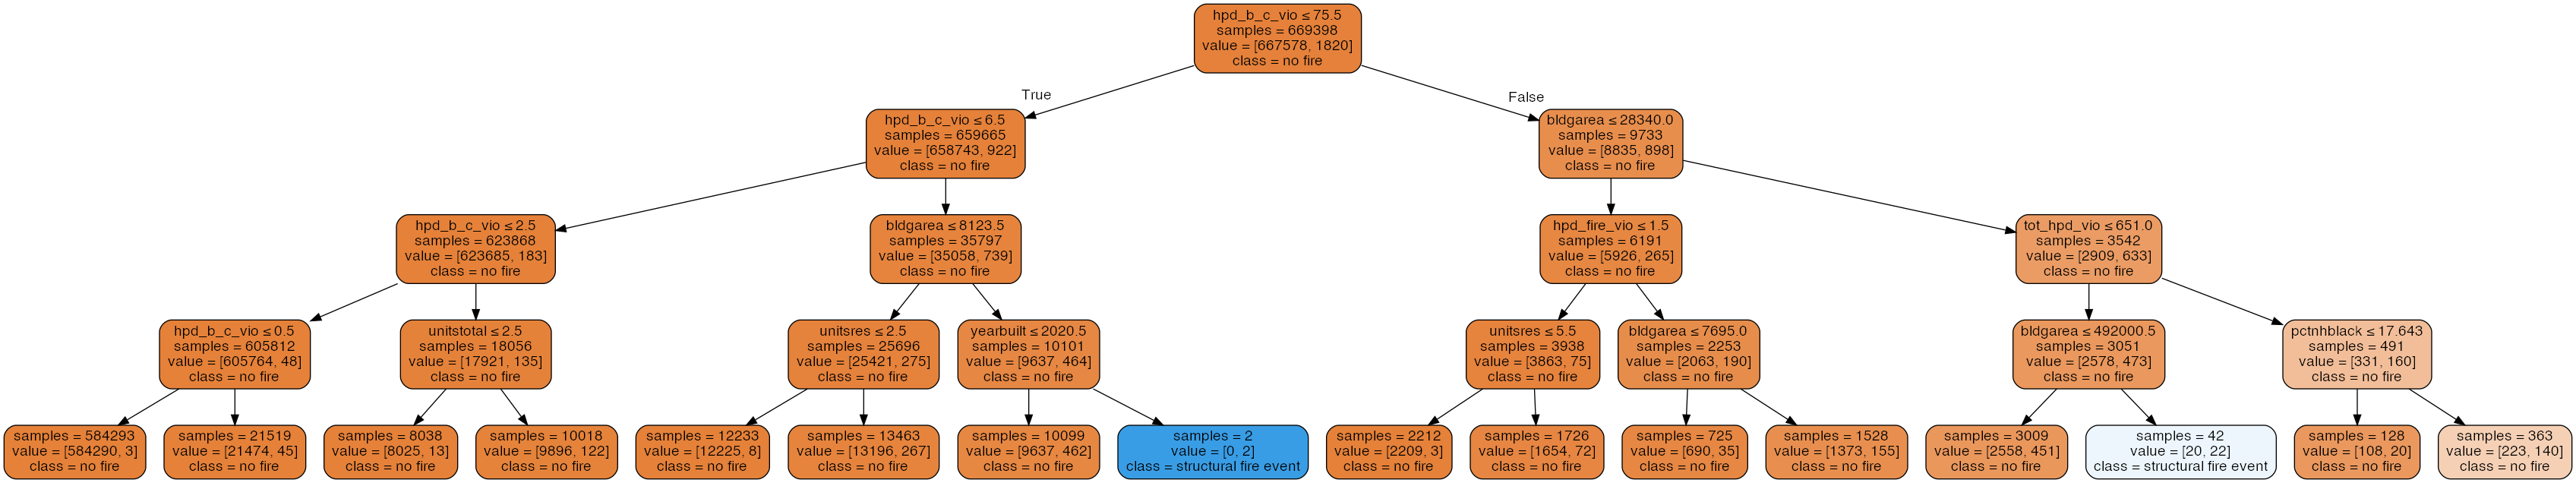 hpd_b_c_vio ≤ 75.5
samples = 669398
value = [667578, 1820]
class = no fire
True
False
hpd_b_c_vio ≤ 6.5
samples = 659665
value = [658743, 922]
class = no fire
bldgarea ≤ 28340.0
samples = 9733
value = [8835, 898]
class = no fire
hpd_b_c_vio ≤ 2.5
samples = 623868
value = [623685, 183]
class = no fire
bldgarea ≤ 8123.5
samples = 35797
value = [35058, 739]
class = no fire
hpd_fire_vio ≤ 1.5
samples = 6191
value = [5926, 265]
class = no fire
tot_hpd_vio ≤ 651.0
samples = 3542
value = [2909, 633]
class = no fire
hpd_b_c_vio ≤ 0.5
samples = 605812
value = [605764, 48]
class = no fire
unitstotal ≤ 2.5
samples = 18056
value = [17921, 135]
class = no fire
unitsres ≤ 2.5
samples = 25696
value = [25421, 275]
class = no fire
yearbuilt ≤ 2020.5
samples = 10101
value = [9637, 464]
class = no fire
unitsres ≤ 5.5
samples = 3938
value = [3863, 75]
class = no fire
bldgarea ≤ 7695.0
samples = 2253
value = [2063, 190]
class = no fire
bldgarea ≤ 492000.5
samples = 3051
value = [2578, 473]
class = no fire
pctnhblack ≤ 17.643
samples = 491
value = [331, 160]
class = no fire
samples = 584293
value = [584290, 3]
class = no fire
samples = 21519
value = [21474, 45]
class = no fire
samples = 8038
value = [8025, 13]
class = no fire
samples = 10018
value = [9896, 122]
class = no fire
samples = 12233
value = [12225, 8]
class = no fire
samples = 13463
value = [13196, 267]
class = no fire
samples = 10099
value = [9637, 462]
class = no fire
samples = 2
value = [0, 2]
class = structural fire event
samples = 2212
value = [2209, 3]
class = no fire
samples = 1726
value = [1654, 72]
class = no fire
samples = 725
value = [690, 35]
class = no fire
samples = 1528
value = [1373, 155]
class = no fire
samples = 3009
value = [2558, 451]
class = no fire
samples = 42
value = [20, 22]
class = structural fire event
samples = 128
value = [108, 20]
class = no fire
samples = 363
value = [223, 140]
class = no fire